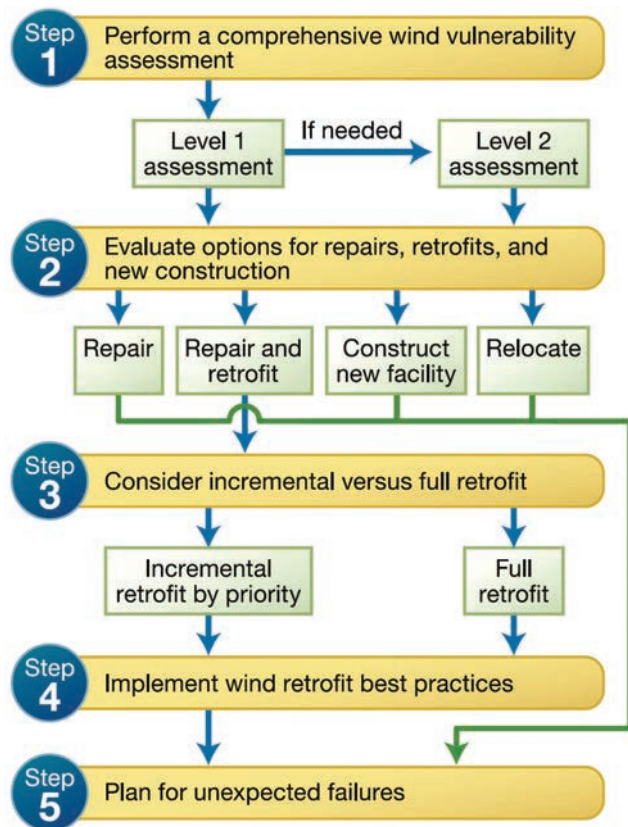 Step
1
Perform a comprehensive wind vulnerability
assessment
Level 1
assessment
If needed
Level 2
assessment
Step
2
Evaluate options for repairs, retrofits, and
new construction
Repair
Repair and
retrofit
Construct
new facility
Relocate
Step
3
Consider incremental versus full retrofit
Incremental
retrofit by priority
Full
retrofit
Step
4
Implement wind retrofit best practices
Step
5
Plan for unexpected failures